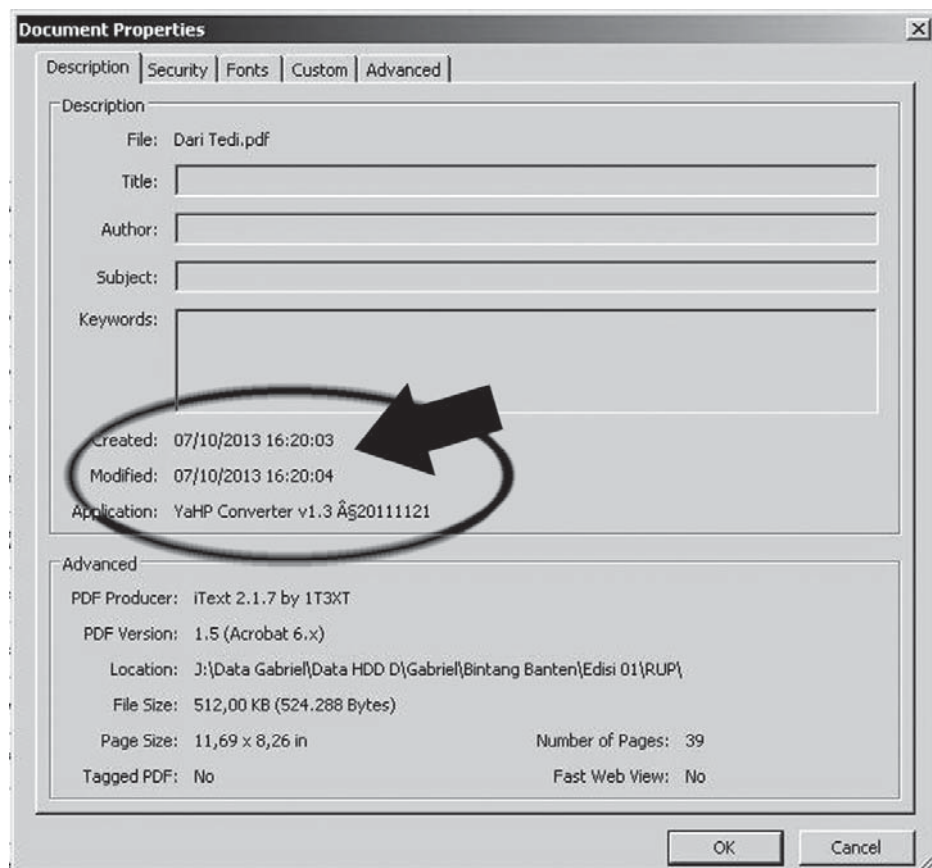 Document Properties
Description Security Fonts Custom Advanced
Description
File: Dari Tedi.pdf
Title:
Author:
Subject:
Keywords:
Created: 07/10/2013 16:20:03
Modified: 07/10/2013 16:20:04
Application: YaHP Converter v1.3 Â§20111121
Advanced
PDF Producer: iText 2.1.7 by 1T3XT
PDF Version: 1.5 (Acrobat 6.x)
Location: J:\Data Gabriel\Data HDD D\Gabriel\Bintang Banten\Edisi 01\RUP\
File Size: 512,00 KB (524.288 Bytes)
Page Size: 11,69 x 8,26 in Number of Pages: 39
Tagged PDF: No Fast Web View: No
OK Cancel